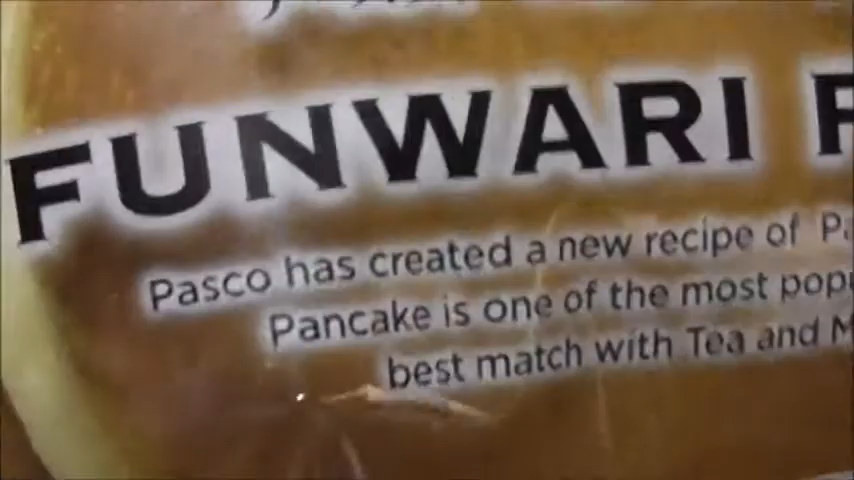 FUNWARI
Pasco has created a new recipe of
Pancake is one of the most
best match with Tea and